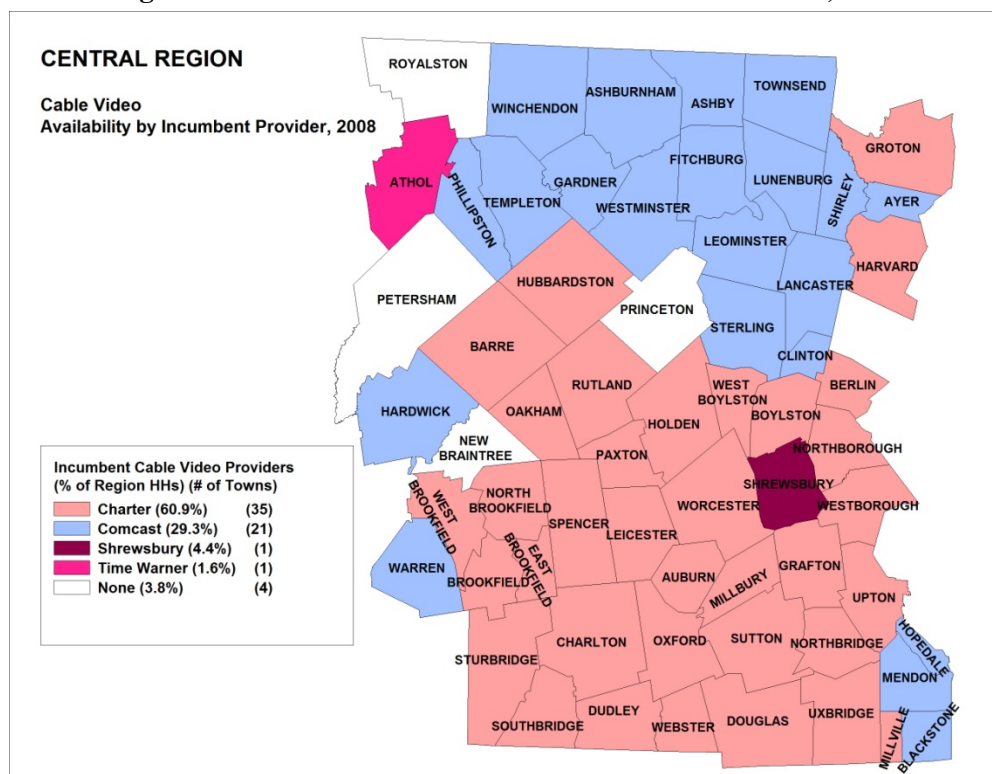 CENTRAL REGION
Cable Video
Availability by Incumbent Provider, 2008
ROYALSTON
WINCHENDON
ASHBURNHAM
ASHBY
TOWNSEND
GROTON
ATHOL
PHILLIPSTON
TEMPLETON
GARDNER
WESTMINSTER
FITCHBURG
LUNENBURG
SHIRLEY
AYER
LEOMINSTER
HARVARD
LANCASTER
PETERSHAM
HUBBARDSTON
PRINCETON
STERLING
BARRE
CLINTON
RUTLAND
WEST
BOYLSTON
BERLIN
HARDWICK
OAKHAM
HOLDEN
BOYLSTON
NEW
BRAINTREE
PAXTON
NORTHBOROUGH
WEST
BROOKFIELD
NORTH
BROOKFIELD
SPENCER
LEICESTER
WORCESTER
SHREWSBURY
WESTBOROUGH
WARREN
BROOKFIELD
EAST
BROOKFIELD
AUBURN
MILLBURY
GRAFTON
UPTON
STURBRIDGE
CHARLTON
OXFORD
SUTTON
NORTHBRIDGE
HOPEDALE
MENDON
SOUTHBRIDGE
DUDLEY
WEBSTER
DOUGLAS
UXBRIDGE
MILLVILLE
BLACKSTONE
Incumbent Cable Video Providers
(% of Region HHs) (# of Towns)
Charter (60.9%) (35)
Comcast (29.3%) (21)
Shrewsbury (4.4%) (1)
Time Warner (1.6%) (1)
None (3.8%) (4)